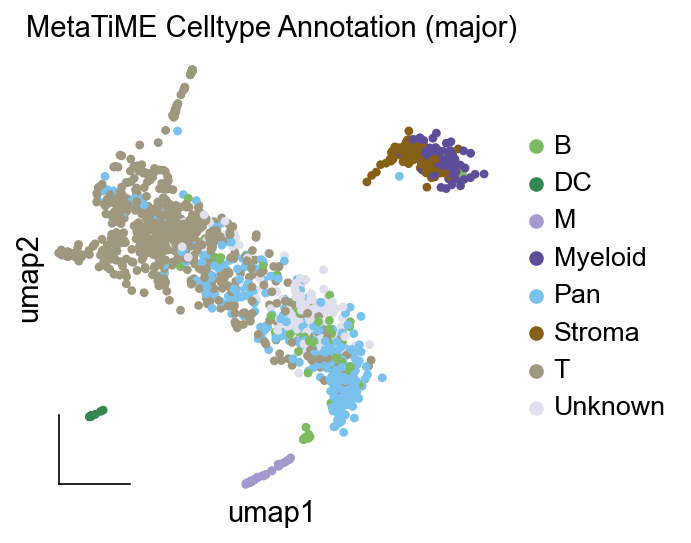 MetaTiME Celltype Annotation (major)
B
DC
M
Myeloid
Pan
Stroma
T
Unknown
umap2
umap1